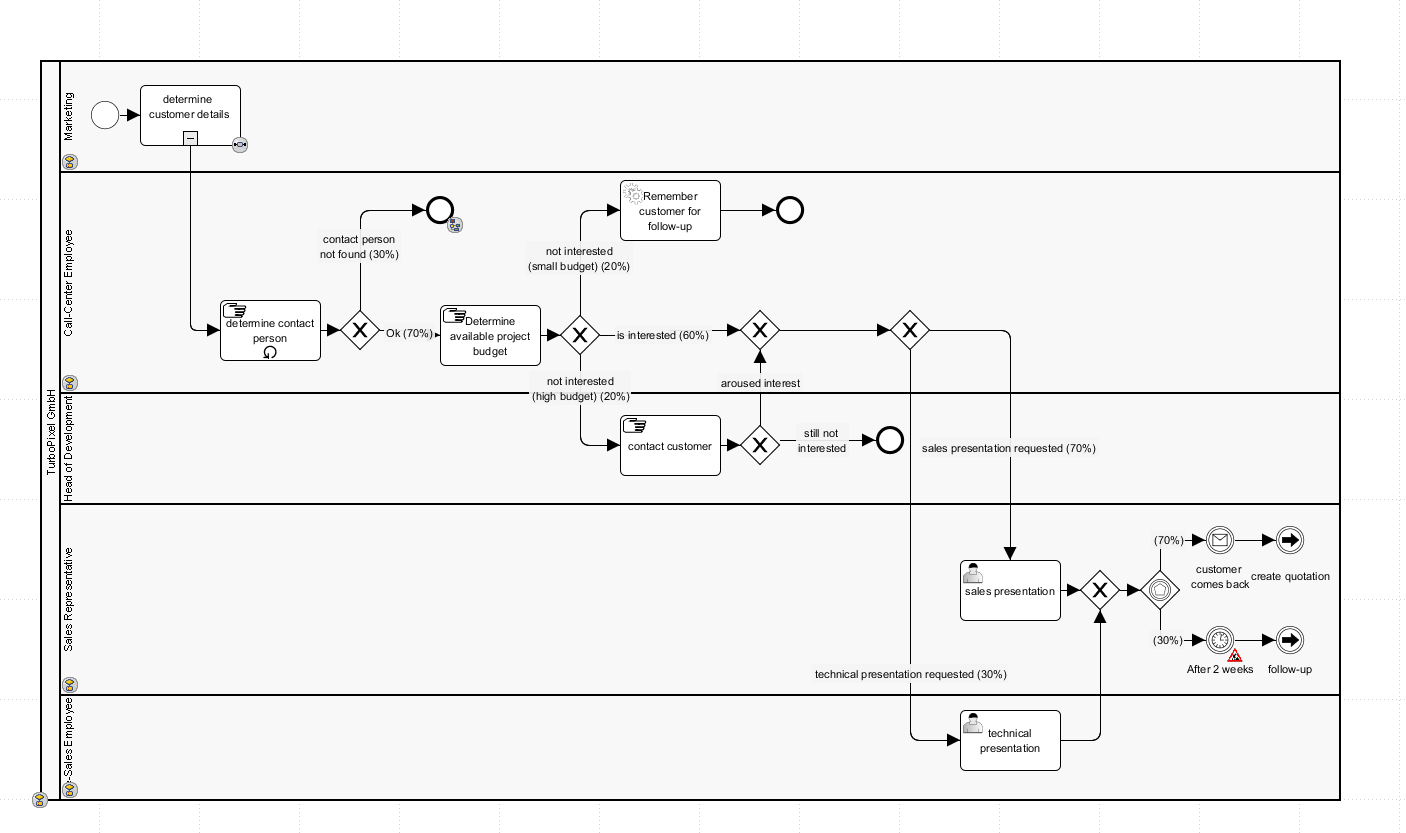 TurboPixel GmbH
Marketing
determine
customer details
Call-Center Employee
contact person
not found (30%)
determine contact
person
Ok (70%)
Determine
available project
budget
not interested
(small budget) (20%)
Remember
customer for
follow-up
is interested (60%)
not interested
(high budget) (20%)
aroused interest
Head of Development
contact customer
still not
interested
sales presentation requested (70%)
Sales Representative
sales presentation
(70%)
customer
comes back
create quotation
(30%)
After 2 weeks
follow-up
technical presentation requested (30%)
-Sales Employee
technical
presentation